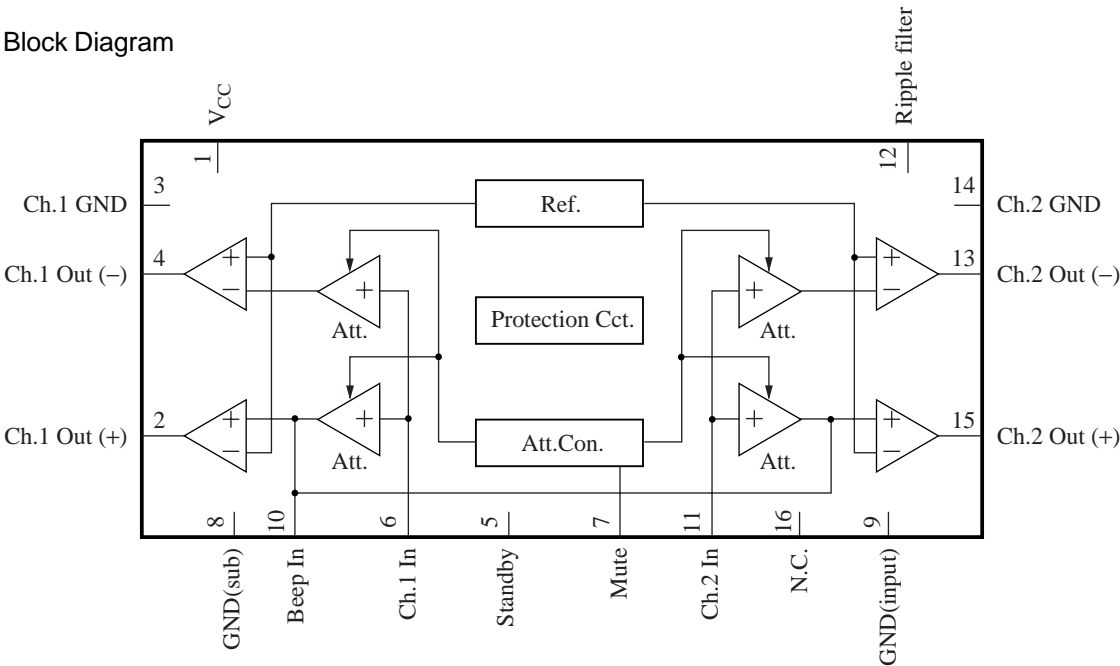 Block Diagram
VCC
Ripple filter
1
12
3
14
Ch.1 GND
Ref.
Ch.2 GND
4
+
+
13
Ch.1 Out (−)
−
+
+
−
Ch.2 Out (−)
Protection Cct.
Att.
Att.
2
+
+
+
+
15
Ch.1 Out (+)
−
Att.Con.
−
Ch.2 Out (+)
Att.
Att.
8
10
6
5
7
11
16
9
GND(sub)
Beep In
Ch.1 In
Standby
Mute
Ch.2 In
N.C.
GND(input)